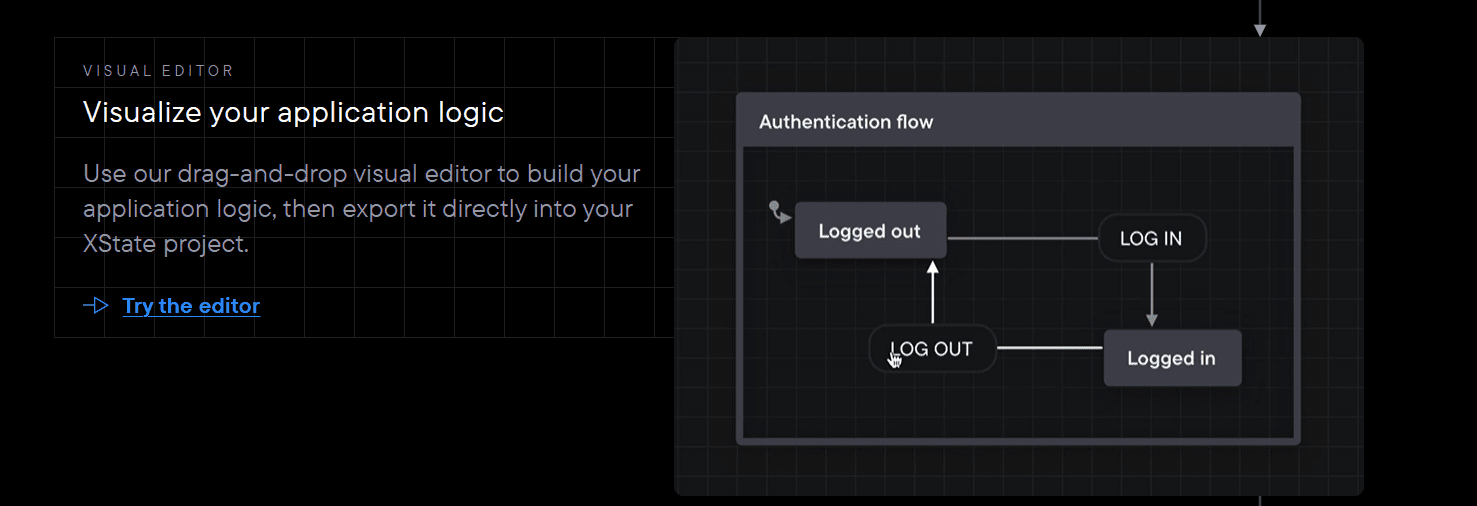 VISUAL EDITOR
Visualize your application logic
Use our drag-and-drop visual editor to build your
application logic, then export it directly into your
XState project.
Try the editor
Authentication flow
Logged out
LOG IN
LOG OUT
Logged in